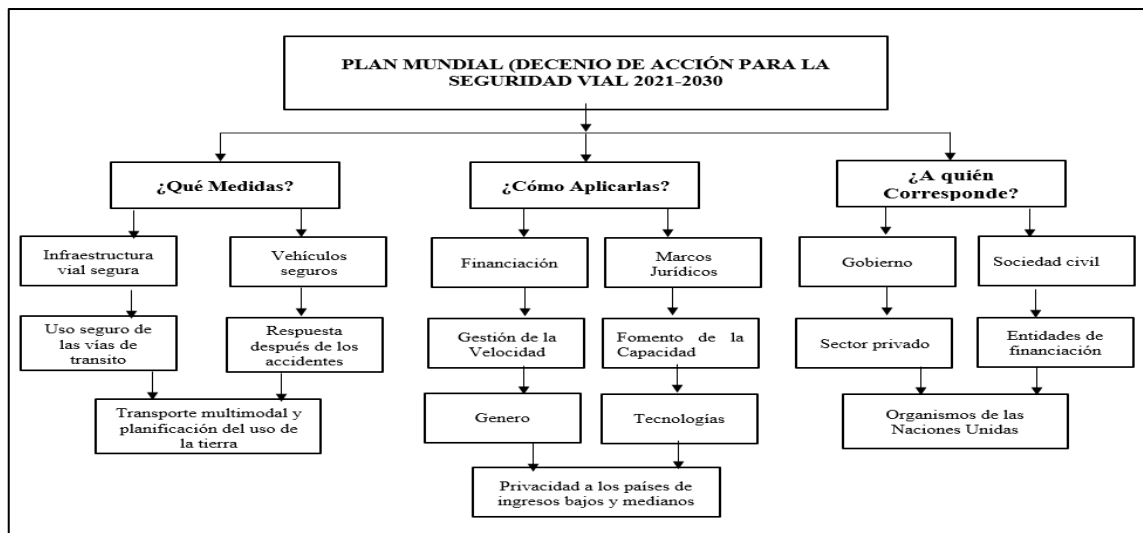 PLAN MUNDIAL (DECENIO DE ACCIÓN PARA LA
SEGURIDAD VIAL 2021-2030
¿Qué Medidas?
¿Cómo Aplicarlas?
¿A quién
Corresponde?
Infraestructura
vial segura
Vehículos
seguros
Financiación
Marcos
Jurídicos
Gobierno
Sociedad civil
Uso seguro de
las vías de
transito
Respuesta
después de los
accidentes
Gestión de la
Velocidad
Fomento de la
Capacidad
Sector privado
Entidades de
financiación
Transporte multimodal y
planificación del uso de
la tierra
Genero
Tecnologías
Organismos de las
Naciones Unidas
Privacidad a los países de
ingresos bajos y medianos